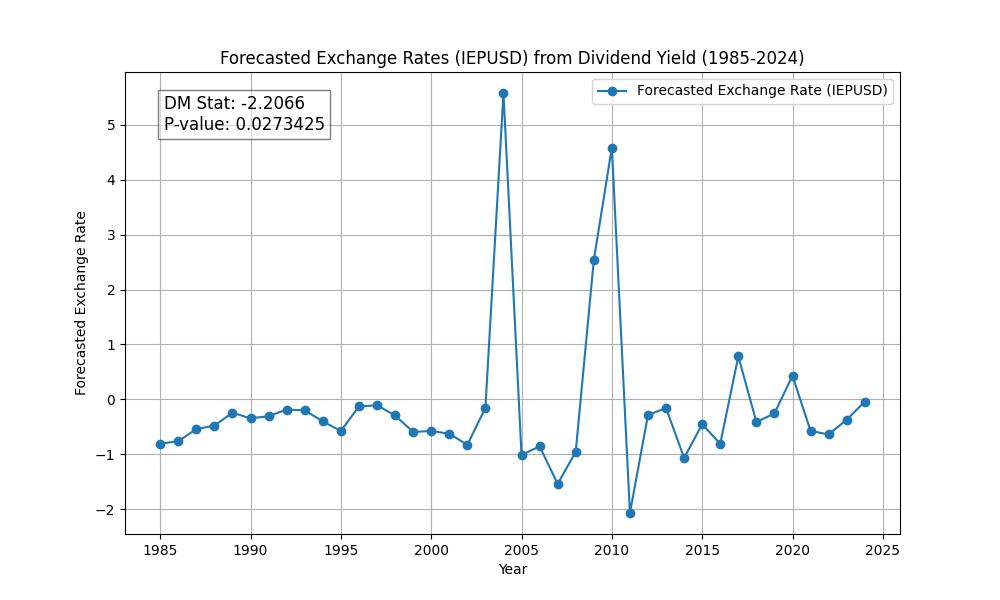 Forecasted Exchange Rates (IEPUSD) from Dividend Yield (1985-2024)
DM Stat: -2.2066
P-value: 0.0273425
Forecasted Exchange Rate (IEPUSD)
Forecasted Exchange Rate
5
4
3
2
1
0
−1
−2
1985 1990 1995 2000 2005 2010 2015 2020 2025
Year